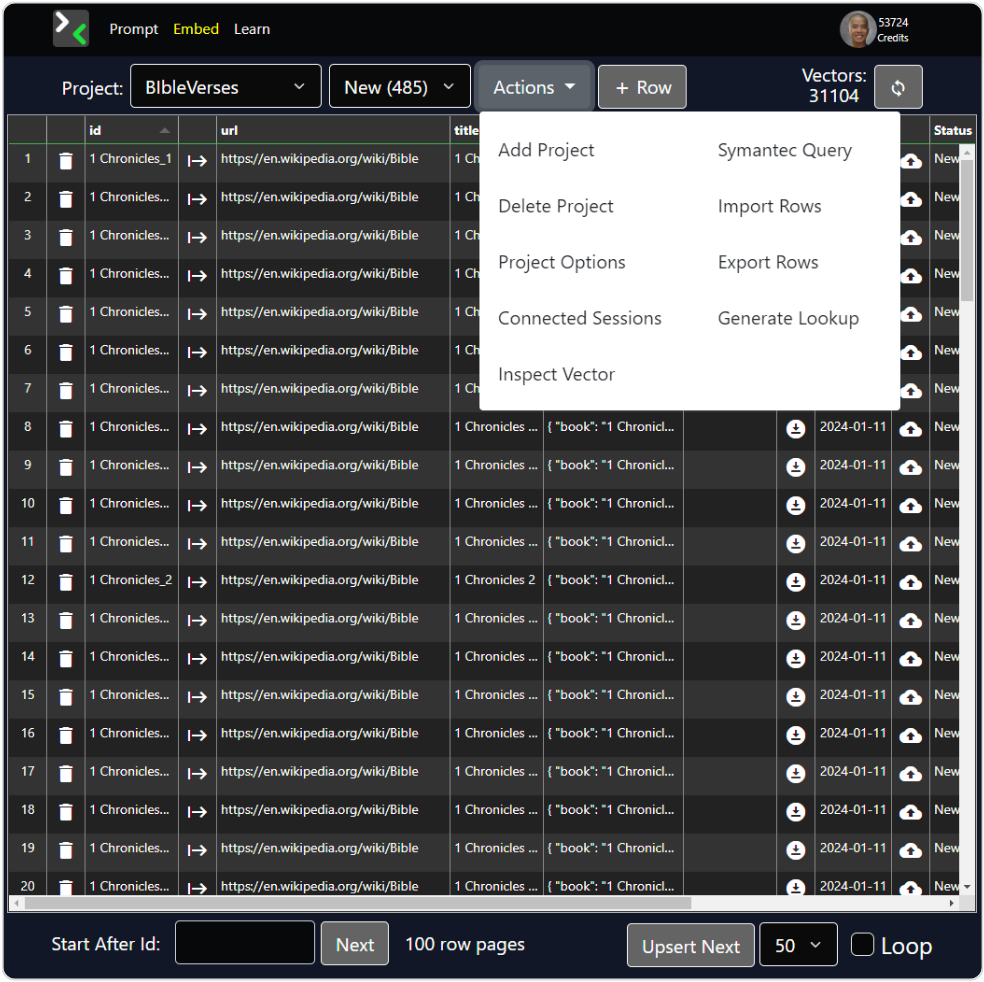 Prompt Embed Learn 53724
Credits
Project: BIbleVerses New (485) Actions + Row Vectors:
31104
id url title Status
1 1 Chronicles_1 https://en.wikipedia.org/wiki/Bible 1 Ch New
2 1 Chronicles... https://en.wikipedia.org/wiki/Bible 1 Ch New
3 1 Chronicles... https://en.wikipedia.org/wiki/Bible 1 Ch New
4 1 Chronicles... https://en.wikipedia.org/wiki/Bible 1 Ch New
5 1 Chronicles... https://en.wikipedia.org/wiki/Bible 1 Ch New
6 1 Chronicles... https://en.wikipedia.org/wiki/Bible 1 Ch New
7 1 Chronicles... https://en.wikipedia.org/wiki/Bible 1 Ch New
Add Project Symantec Query
Delete Project Import Rows
Project Options Export Rows
Connected Sessions Generate Lookup
Inspect Vector
8 1 Chronicles... https://en.wikipedia.org/wiki/Bible 1 Chronicles ... { "book": "1 Chronicl... 2024-01-11 New
9 1 Chronicles... https://en.wikipedia.org/wiki/Bible 1 Chronicles ... { "book": "1 Chronicl... 2024-01-11 New
10 1 Chronicles... https://en.wikipedia.org/wiki/Bible 1 Chronicles ... { "book": "1 Chronicl... 2024-01-11 New
11 1 Chronicles... https://en.wikipedia.org/wiki/Bible 1 Chronicles ... { "book": "1 Chronicl... 2024-01-11 New
12 1 Chronicles_2 https://en.wikipedia.org/wiki/Bible 1 Chronicles 2 { "book": "1 Chronicl... 2024-01-11 New
13 1 Chronicles... https://en.wikipedia.org/wiki/Bible 1 Chronicles ... { "book": "1 Chronicl... 2024-01-11 New
14 1 Chronicles... https://en.wikipedia.org/wiki/Bible 1 Chronicles ... { "book": "1 Chronicl... 2024-01-11 New
15 1 Chronicles... https://en.wikipedia.org/wiki/Bible 1 Chronicles ... { "book": "1 Chronicl... 2024-01-11 New
16 1 Chronicles... https://en.wikipedia.org/wiki/Bible 1 Chronicles ... { "book": "1 Chronicl... 2024-01-11 New
17 1 Chronicles... https://en.wikipedia.org/wiki/Bible 1 Chronicles ... { "book": "1 Chronicl... 2024-01-11 New
18 1 Chronicles... https://en.wikipedia.org/wiki/Bible 1 Chronicles ... { "book": "1 Chronicl... 2024-01-11 New
19 1 Chronicles... https://en.wikipedia.org/wiki/Bible 1 Chronicles ... { "book": "1 Chronicl... 2024-01-11 New
20 1 Chronicles... https://en.wikipedia.org/wiki/Bible 1 Chronicles ... { "book": "1 Chronicl... 2024-01-11 New
Start After Id: Next 100 row pages Upsert Next 50 Loop